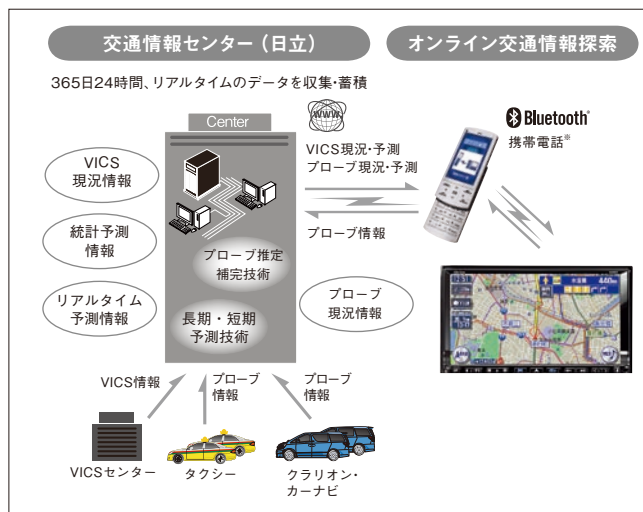 交通情報センター（日立）
オンライン交通情報探索
365日24時間、リアルタイムのデータを収集・蓄積
Center
WWW
VICS
現況情報
統計予測
情報
リアルタイム
予測情報
プローブ推定
補完技術
長期・短期
予測技術
VICS現況・予測
プローブ現況・予測
プローブ情報
プローブ
現況情報
Bluetooth®
携帯電話※
VICS情報
プローブ
情報
プローブ
情報
VICSセンター
タクシー
クラリオン・
カーナビ